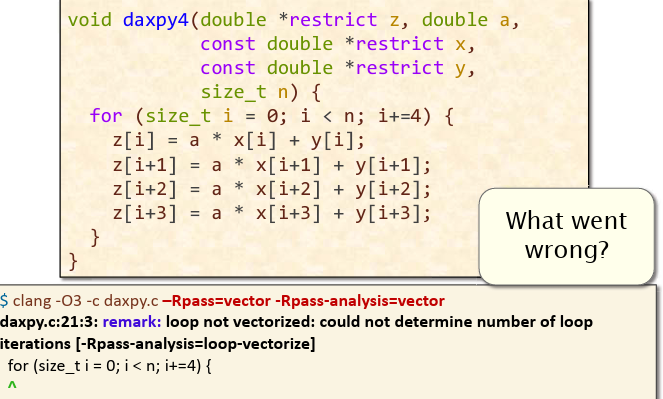 void daxpy4(double *restrict z, double a,
            const double *restrict x,
            const double *restrict y,
            size_t n) {
  for (size_t i = 0; i < n; i+=4) {
    z[i] = a * x[i] + y[i];
    z[i+1] = a * x[i+1] + y[i+1];
    z[i+2] = a * x[i+2] + y[i+2];
    z[i+3] = a * x[i+3] + y[i+3];
  }
}
What went
wrong?
$ clang -O3 -c daxpy.c –Rpass=vector -Rpass-analysis=vector
daxpy.c:21:3: remark: loop not vectorized: could not determine number of loop
iterations [-Rpass-analysis=loop-vectorize]
  for (size_t i = 0; i < n; i+=4) {
  ^